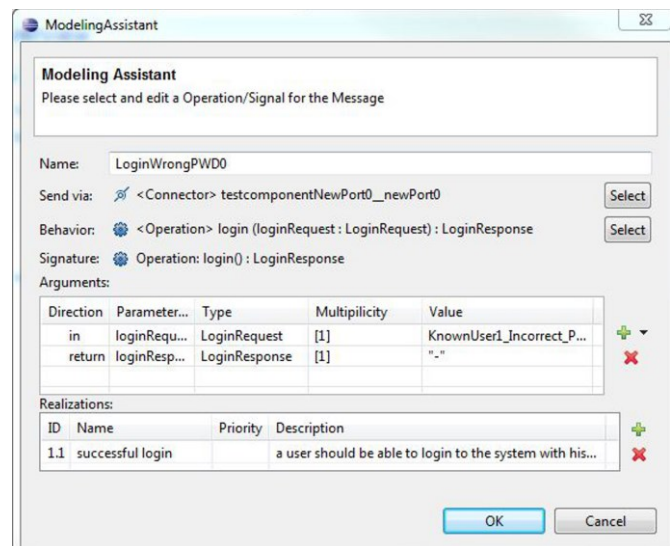 ModelingAssistant
Modeling Assistant
Please select and edit a Operation/Signal for the Message
Name: LoginWrongPWD0
Send via: <Connector> testcomponentNewPort0__newPort0 Select
Behavior: <Operation> login (loginRequest : LoginRequest) : LoginResponse Select
Signature: Operation: login() : LoginResponse
Arguments:
Direction Parameter... Type Multipilicity Value
in loginRequ... LoginRequest [1] KnownUser1_Incorrect_P...
return loginResp... LoginResponse [1] "-"
Realizations:
ID Name Priority Description
1.1 successful login a user should be able to login to the system with his...
OK Cancel